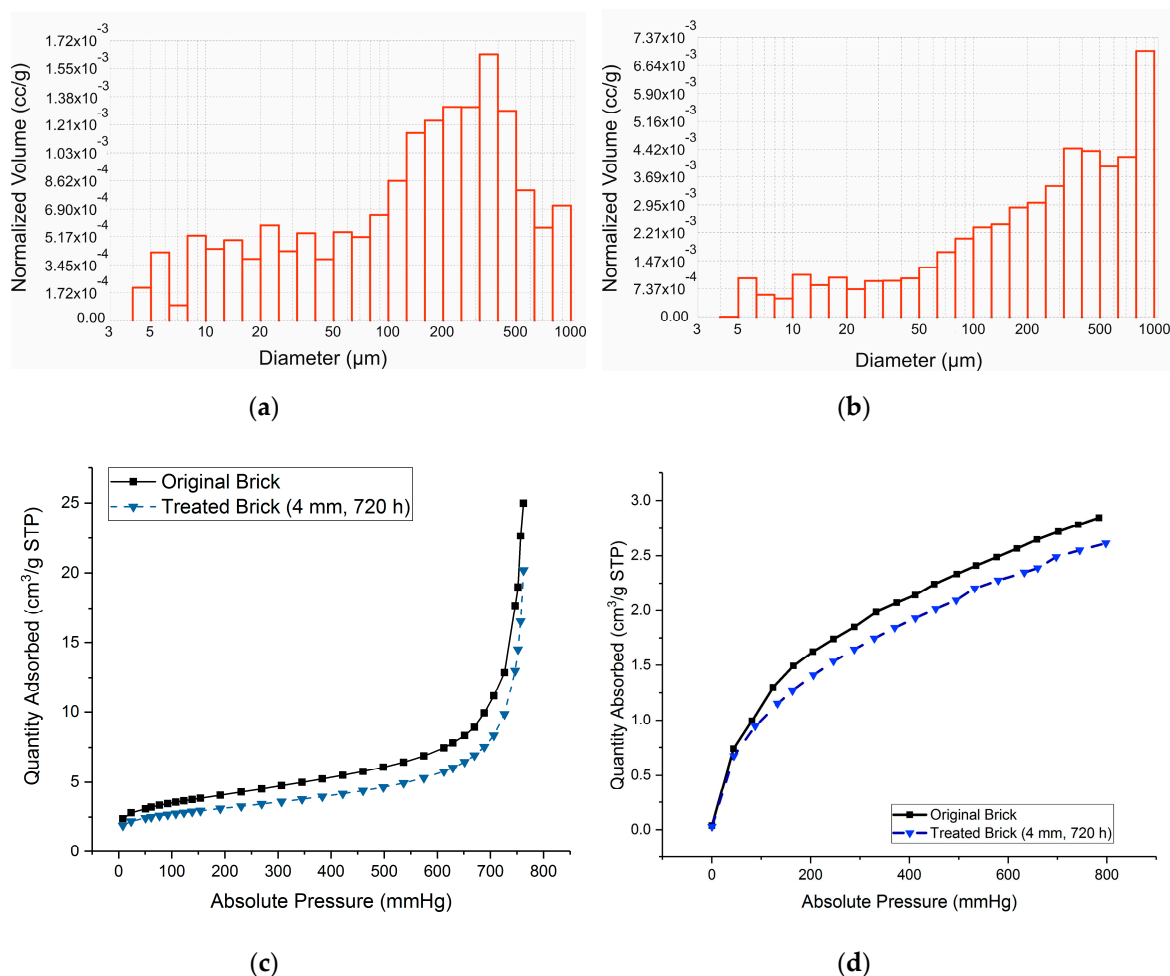 Normalized Volume (cc/g)
1.72x10⁻³
1.55x10⁻³
1.38x10⁻³
1.21x10⁻³
1.03x10⁻³
8.62x10⁻⁴
6.90x10⁻⁴
5.17x10⁻⁴
3.45x10⁻⁴
1.72x10⁻⁴
0.00
3 5 10 20 50 100 200 500 1000
Diameter (µm)
(a)
Normalized Volume (cc/g)
7.37x10⁻³
6.64x10⁻³
5.90x10⁻³
5.16x10⁻³
4.42x10⁻³
3.69x10⁻³
2.95x10⁻³
2.21x10⁻³
1.47x10⁻³
7.37x10⁻⁴
0.00
3 5 10 20 50 100 200 500 1000
Diameter (µm)
(b)
Original Brick
Treated Brick (4 mm, 720 h)
Quantity Adsorbed (cm³/g STP)
25
20
15
10
5
0
0 100 200 300 400 500 600 700 800
Absolute Pressure (mmHg)
(c)
Quantity Absorbed (cm³/g STP)
3.0
2.5
2.0
1.5
1.0
0.5
0.0
Original Brick
Treated Brick (4 mm, 720 h)
0 200 400 600 800
Absolute Pressure (mmHg)
(d)